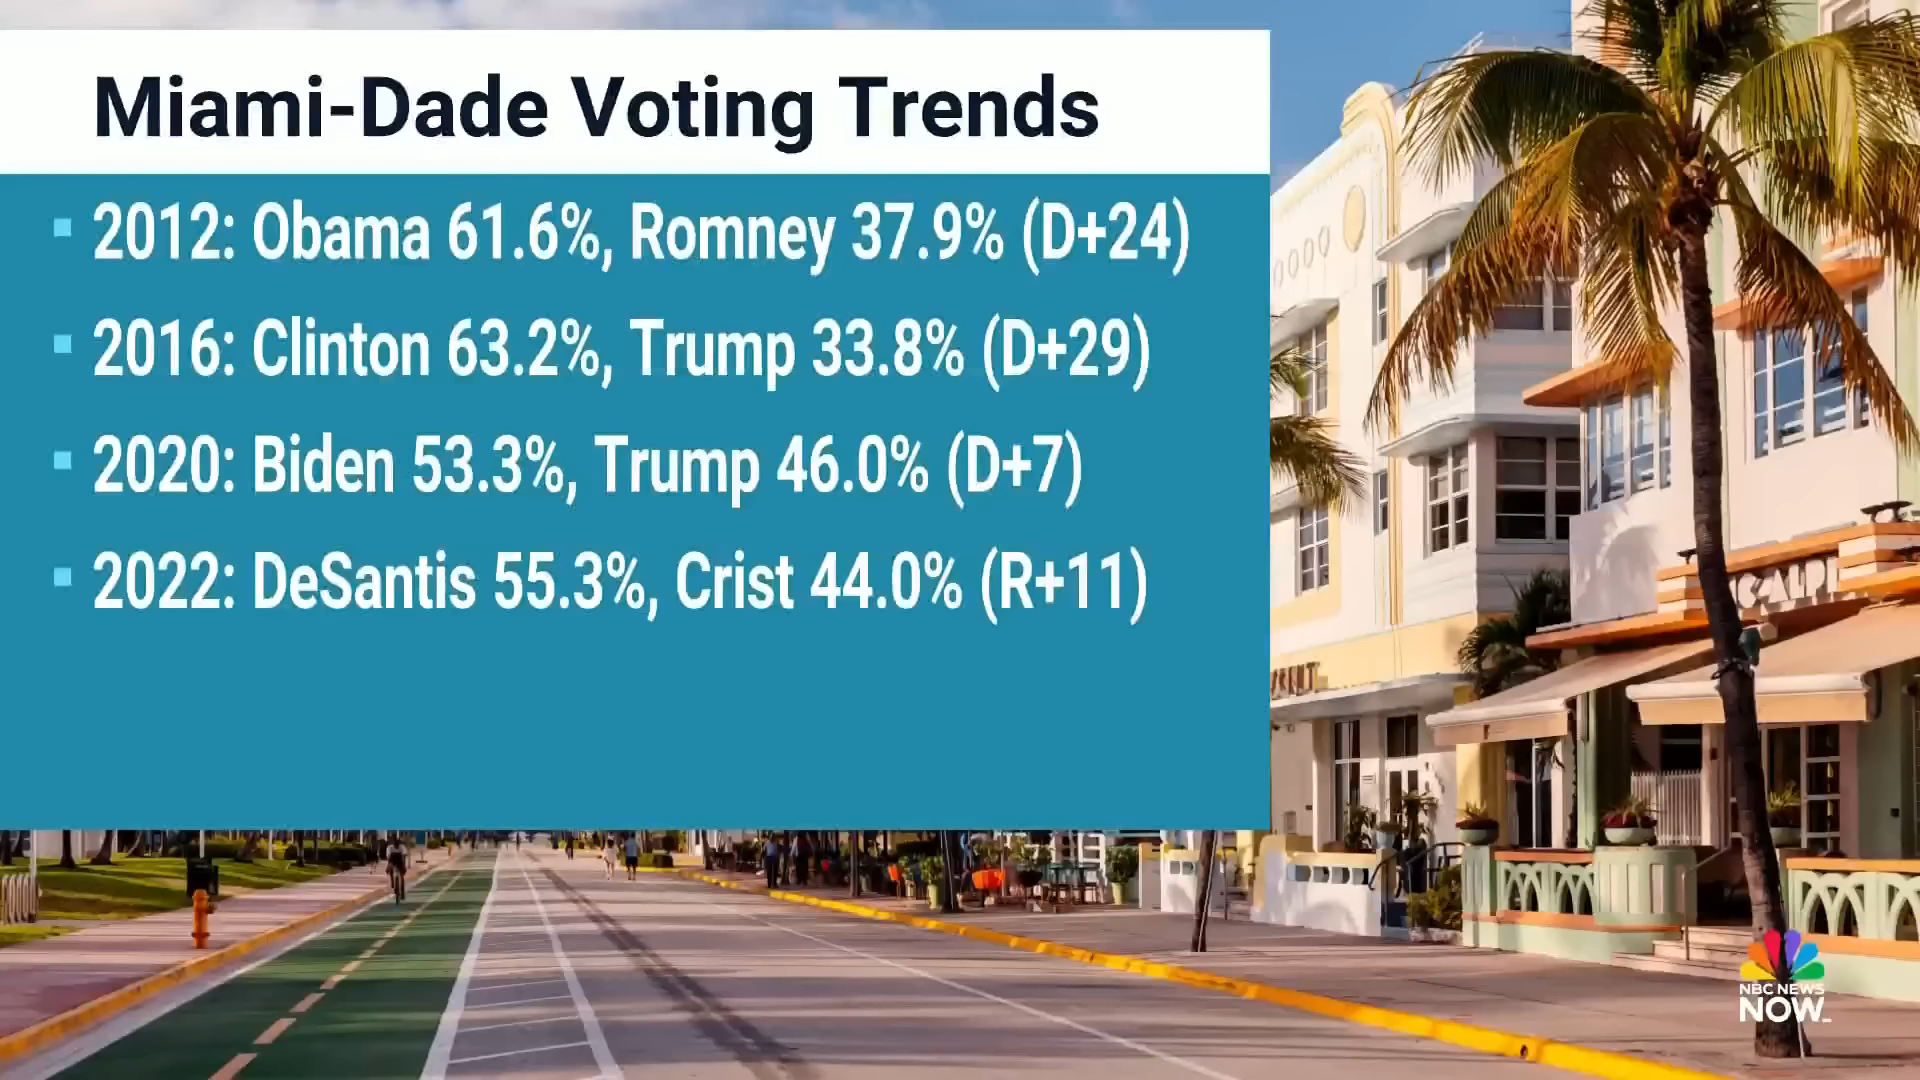 Miami-Dade Voting Trends
▪ 2012: Obama 61.6%, Romney 37.9% (D+24)
▪ 2016: Clinton 63.2%, Trump 33.8% (D+29)
▪ 2020: Biden 53.3%, Trump 46.0% (D+7)
▪ 2022: DeSantis 55.3%, Crist 44.0% (R+11)
NBC NEWS
NOW